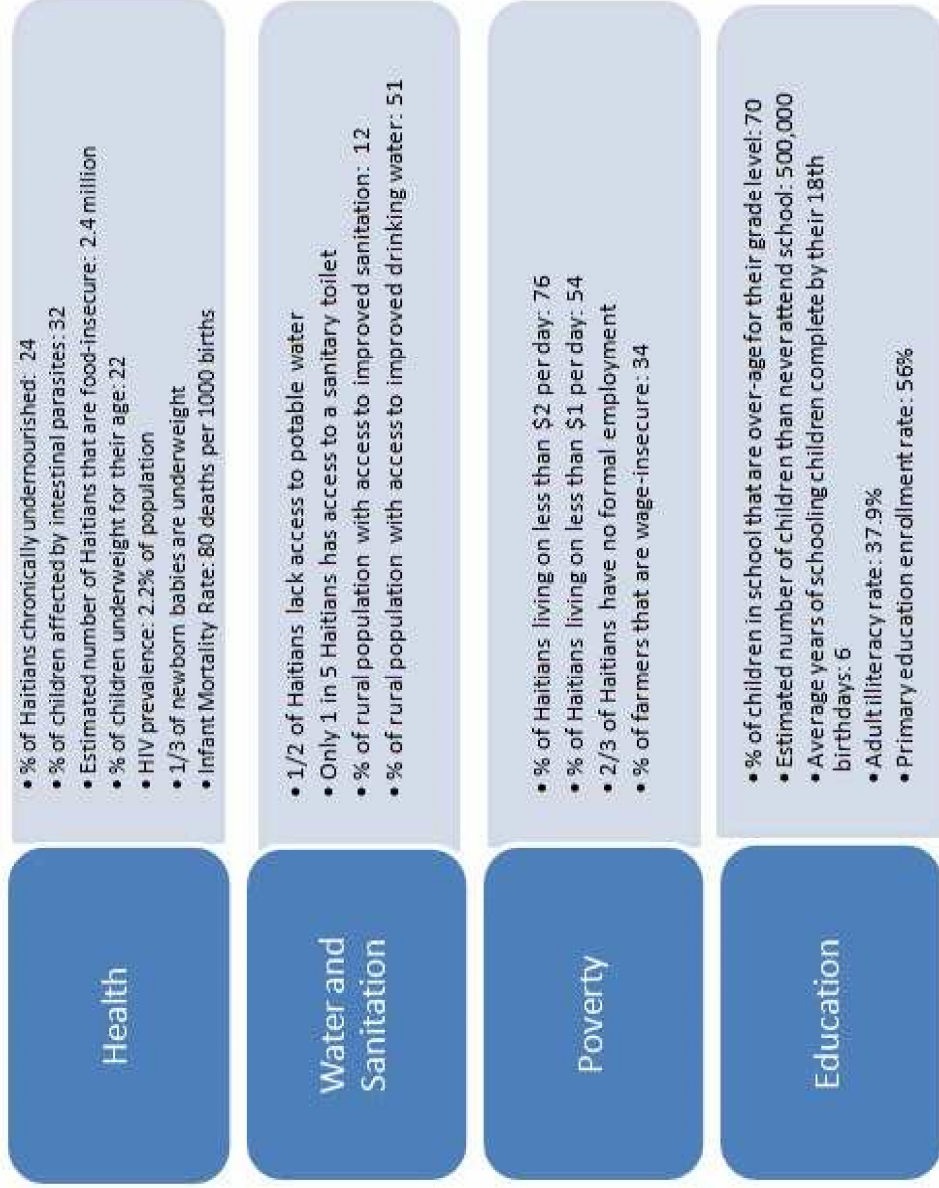 Health
• % of Haitians chronically undernourished: 24
• % of children affected by intestinal parasites: 32
• Estimated number of Haitians that are food-insecure: 2.4 million
• % of children underweight for their age: 22
• HIV prevalence: 2.2% of population
• 1/3 of newborn babies are underweight
• Infant Mortality Rate: 80 deaths per 1000 births
Water and
Sanitation
• 1/2 of Haitians lack access to potable water
• Only 1 in 5 Haitians has access to a sanitary toilet
• % of rural population with access to improved sanitation: 12
• % of rural population with access to improved drinking water: 51
Poverty
• % of Haitians living on less than $2 per day: 76
• % of Haitians living on less than $1 per day: 54
• 2/3 of Haitians have no formal employment
• % of farmers that are wage-insecure: 34
Education
• % of children in school that are over-age for their grade level: 70
• Estimated number of children than never attend school: 500,000
• Average years of schooling children complete by their 18th
birthdays: 6
• Adult illiteracy rate: 37.9%
• Primary education enrollment rate: 56%